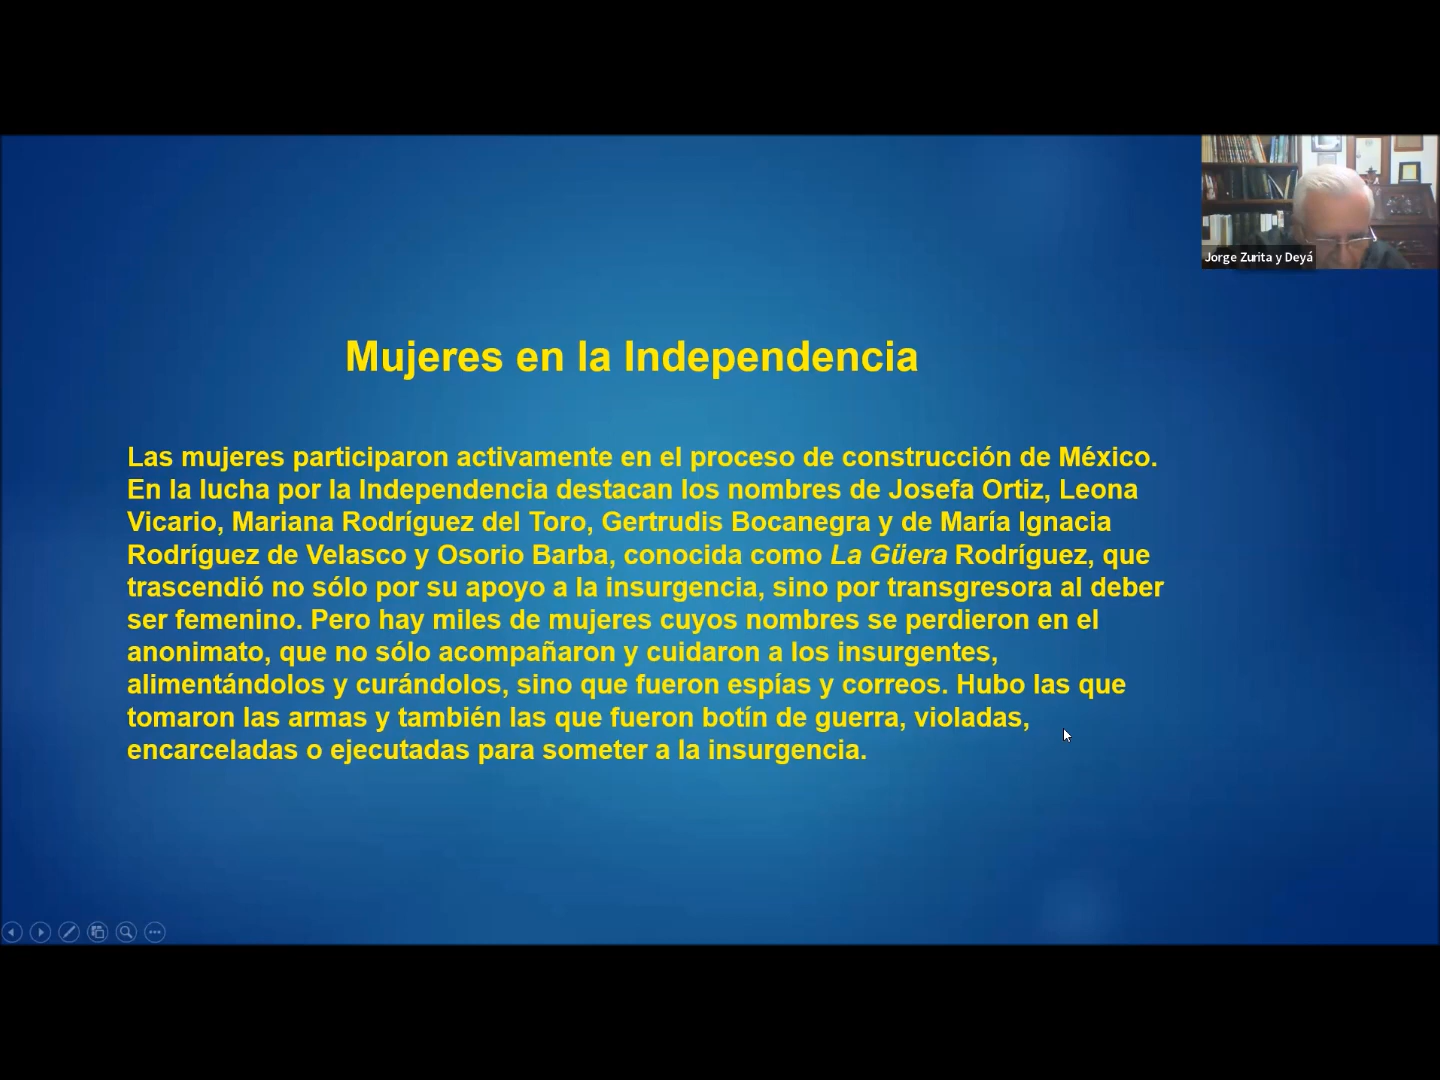 Jorge Zurita y Deyá
Mujeres en la Independencia
Las mujeres participaron activamente en el proceso de construcción de México.
En la lucha por la Independencia destacan los nombres de Josefa Ortiz, Leona
Vicario, Mariana Rodríguez del Toro, Gertrudis Bocanegra y de María Ignacia
Rodríguez de Velasco y Osorio Barba, conocida como La Güera Rodríguez, que
trascendió no sólo por su apoyo a la insurgencia, sino por transgresora al deber
ser femenino. Pero hay miles de mujeres cuyos nombres se perdieron en el
anonimato, que no sólo acompañaron y cuidaron a los insurgentes,
alimentándolos y curándolos, sino que fueron espías y correos. Hubo las que
tomaron las armas y también las que fueron botín de guerra, violadas,
encarceladas o ejecutadas para someter a la insurgencia.